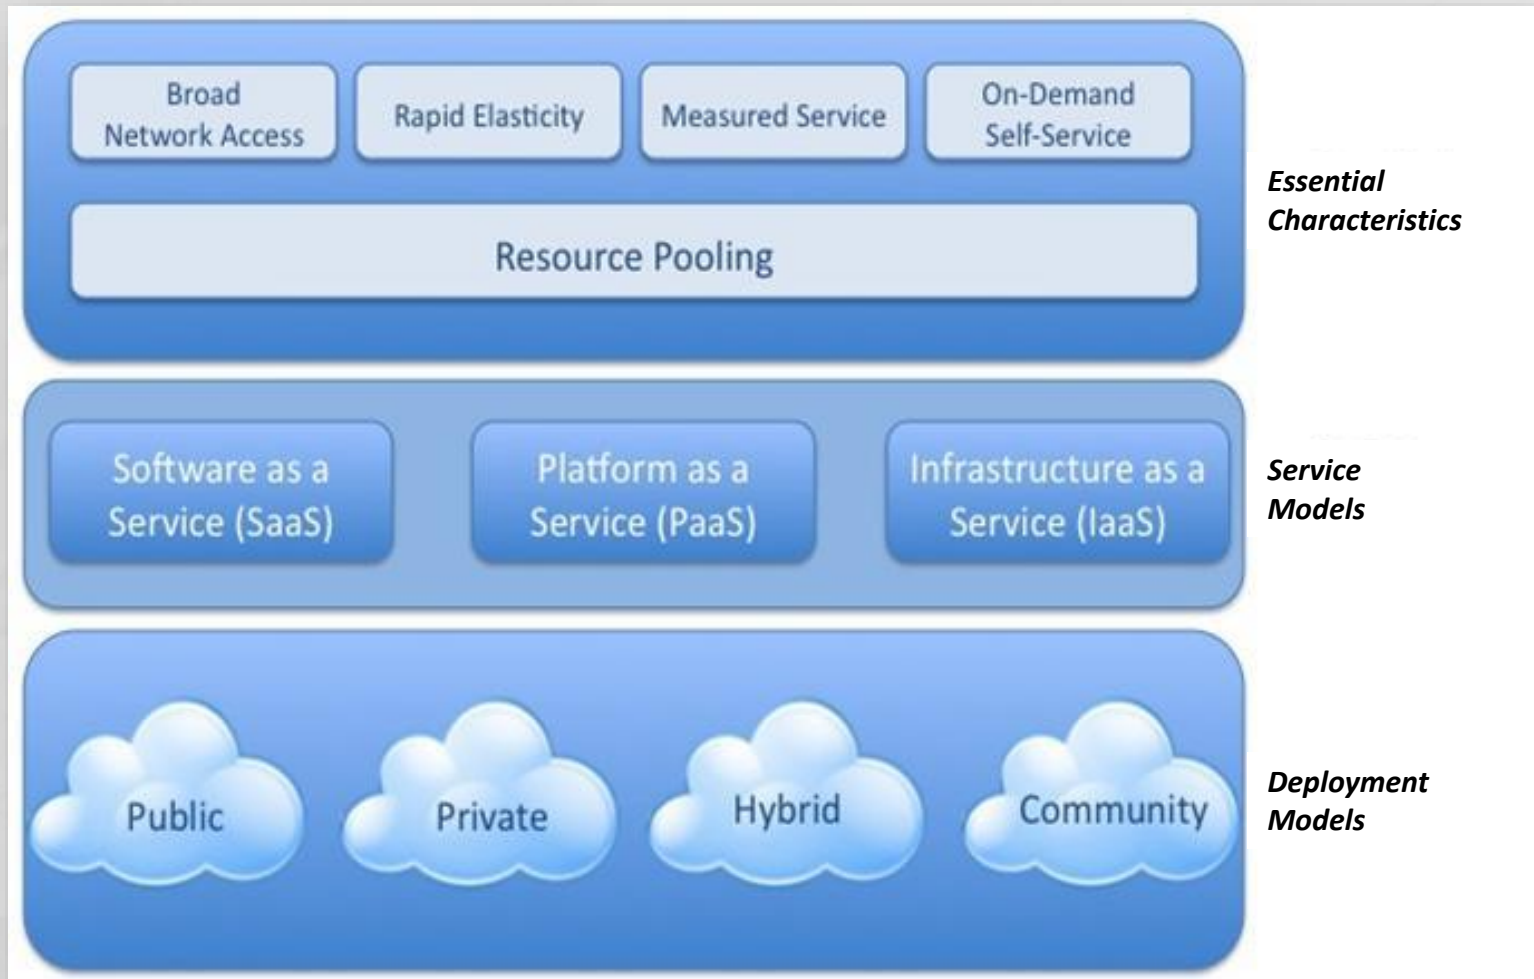 Broad
Network Access
Rapid Elasticity
Measured Service
On-Demand
Self-Service
Resource Pooling
Essential
Characteristics
Software as a
Service (SaaS)
Platform as a
Service (PaaS)
Infrastructure as a
Service (IaaS)
Service
Models
Public
Private
Hybrid
Community
Deployment
Models